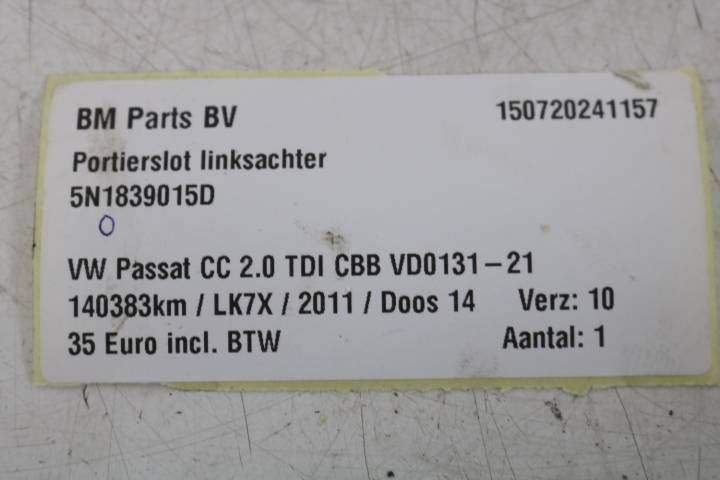 BM Parts BV 150720241157
Portierslot linksachter
5N1839015D
VW Passat CC 2.0 TDI CBB VD0131-21
140383km / LK7X / 2011 / Doos 14 Verz: 10
35 Euro incl. BTW Aantal: 1